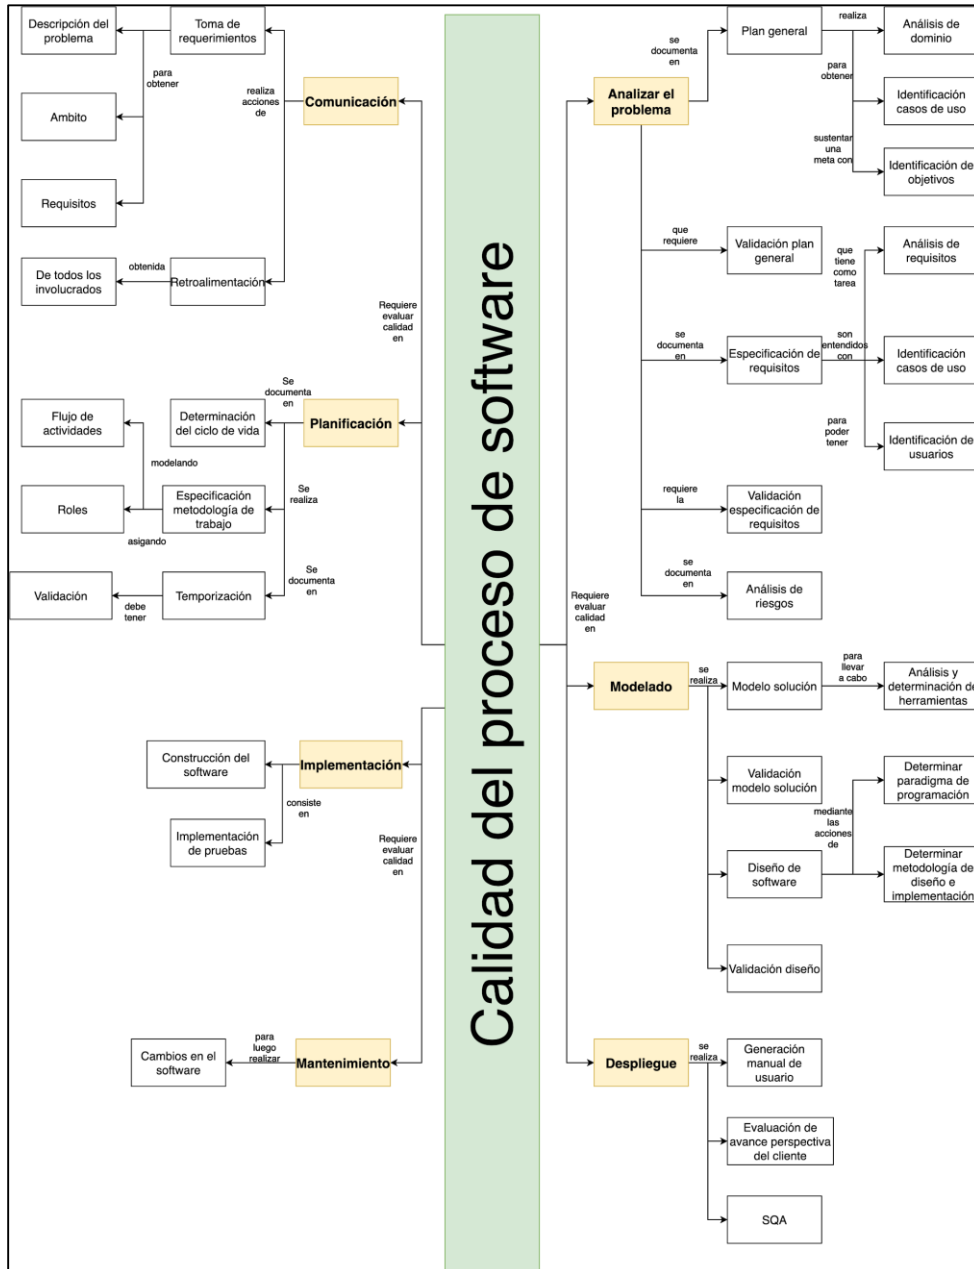 Descripción del
problema
Toma de
requerimientos
para
obtener
Ambito
Requisitos
realiza
acciones
de
Comunicación
De todos los
involucrados
obtenida
Retroalimentación
Requiere
evaluar
calidad
en
Se
documenta
en
Determinación
del ciclo de vida
Planificación
Flujo de
actividades
modelando
Roles
asigando
Especificación
metodología de
trabajo
Se
realiza
Validación
debe
tener
Temporización
Se
documenta
en
Construcción del
software
Implementación
consiste
en
Implementación
de pruebas
Requiere
evaluar
calidad
en
Cambios en el
software
para
luego
realizar
Mantenimiento
Calidad del proceso de software
Analizar el
problema
se
documenta
en
Plan general
realiza
Análisis
de dominio
para
obtener
Identificación
casos de uso
sustentar
una
meta con
Identificación de
objetivos
que
requiere
Validación plan
general
que
tiene
como
tarea
Análisis de
requisitos
se
documenta
en
Especificación de
requisitos
son
entendidos
con
Identificación
casos de uso
para
poder
tener
Identificación de
usuarios
requiere
la
Validación
especificación de
requisitos
se
documenta
en
Análisis de
riesgos
Requiere
evaluar
calidad
en
Modelado
se
realiza
Modelo solución
para
llevar
a cabo
Análisis y
determinación de
herramientas
Validación
modelo solución
Determinar
paradigma de
programación
mediante
las
acciones
de
Diseño de
software
Determinar
metodología de
diseño e
implementación
Validación diseño
Despliegue
se
realiza
Generación
manual de
usuario
Evaluación de
avance perspectiva
del cliente
SQA